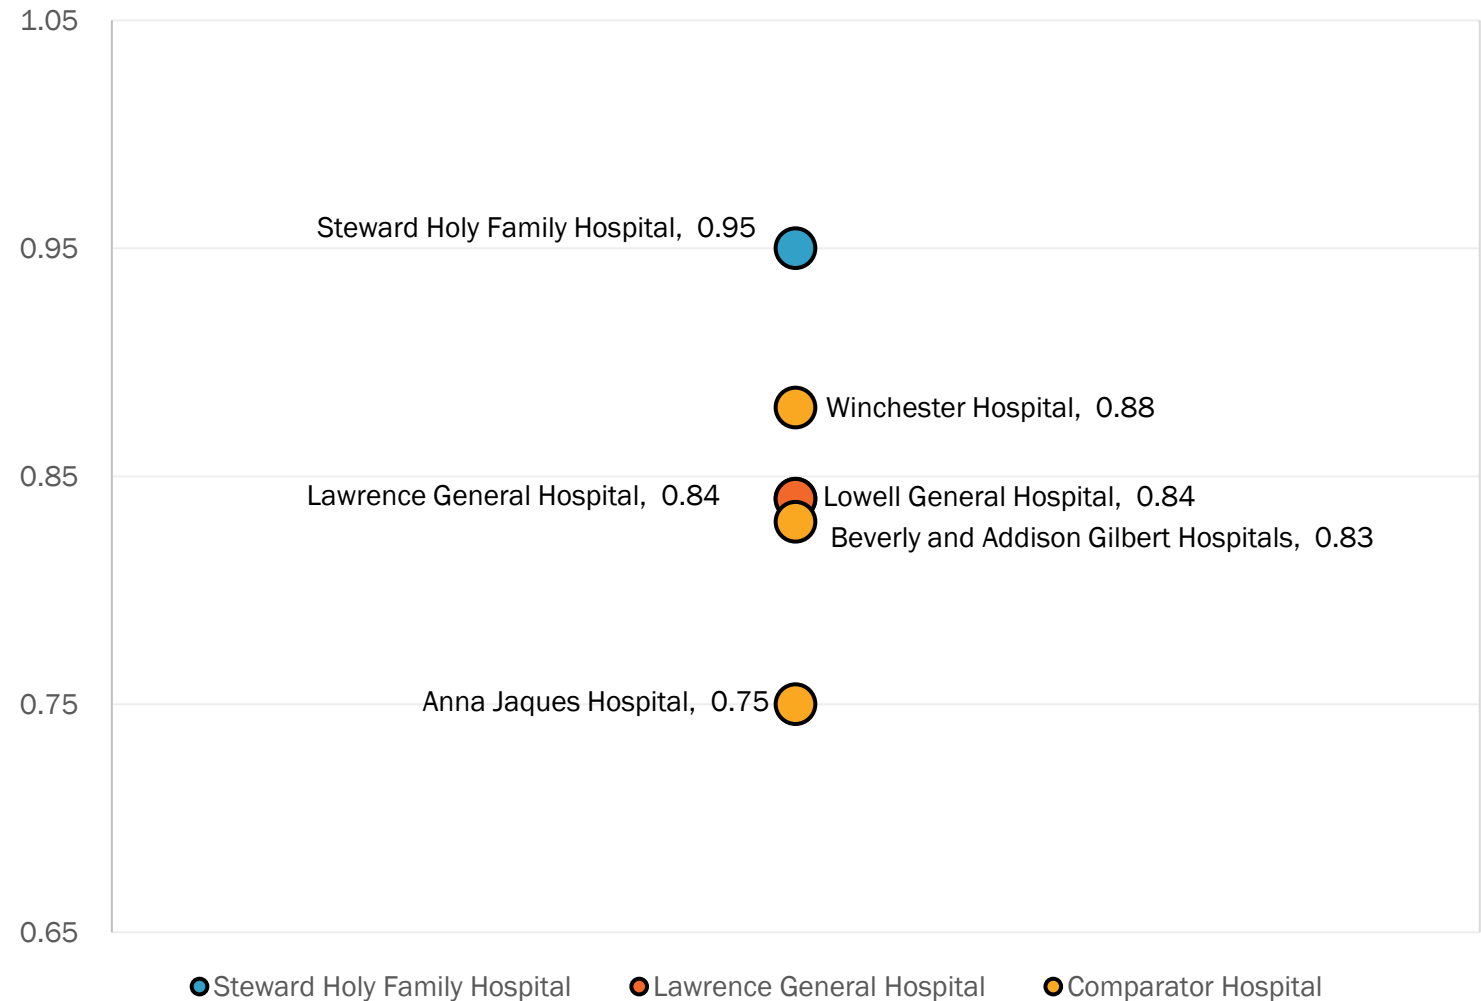 1.05
Steward Holy Family Hospital, 0.95
0.95
Winchester Hospital, 0.88
0.85
Lawrence General Hospital, 0.84
Lowell General Hospital, 0.84
Beverly and Addison Gilbert Hospitals, 0.83
0.75
Anna Jaques Hospital, 0.75
0.65
Steward Holy Family Hospital
Lawrence General Hospital
Comparator Hospital